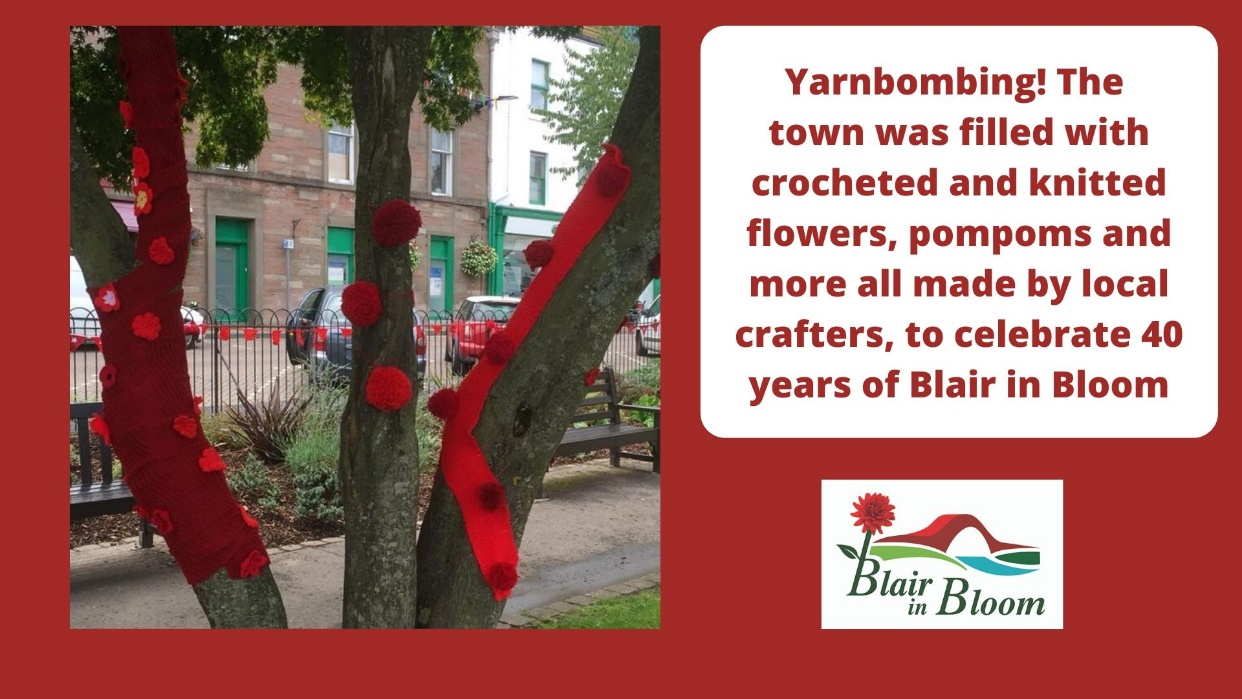 Yarnbombing! The
town was filled with
crocheted and knitted
flowers, pompoms and
more all made by local
crafters, to celebrate 40
years of Blair in Bloom
Blair
in Bloom